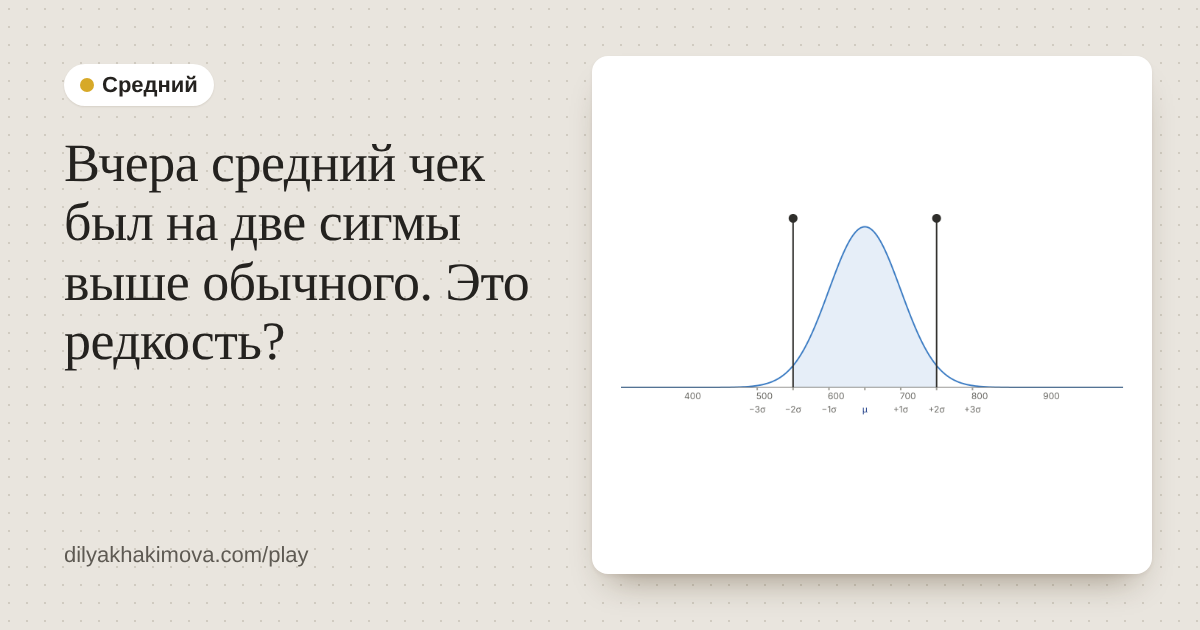 Средний
Вчера средний чек
был на две сигмы
выше обычного. Это
редкость?
400 500 600 700 800 900
−3σ −2σ −1σ μ +1σ +2σ +3σ
dilyakhakimova.com/play